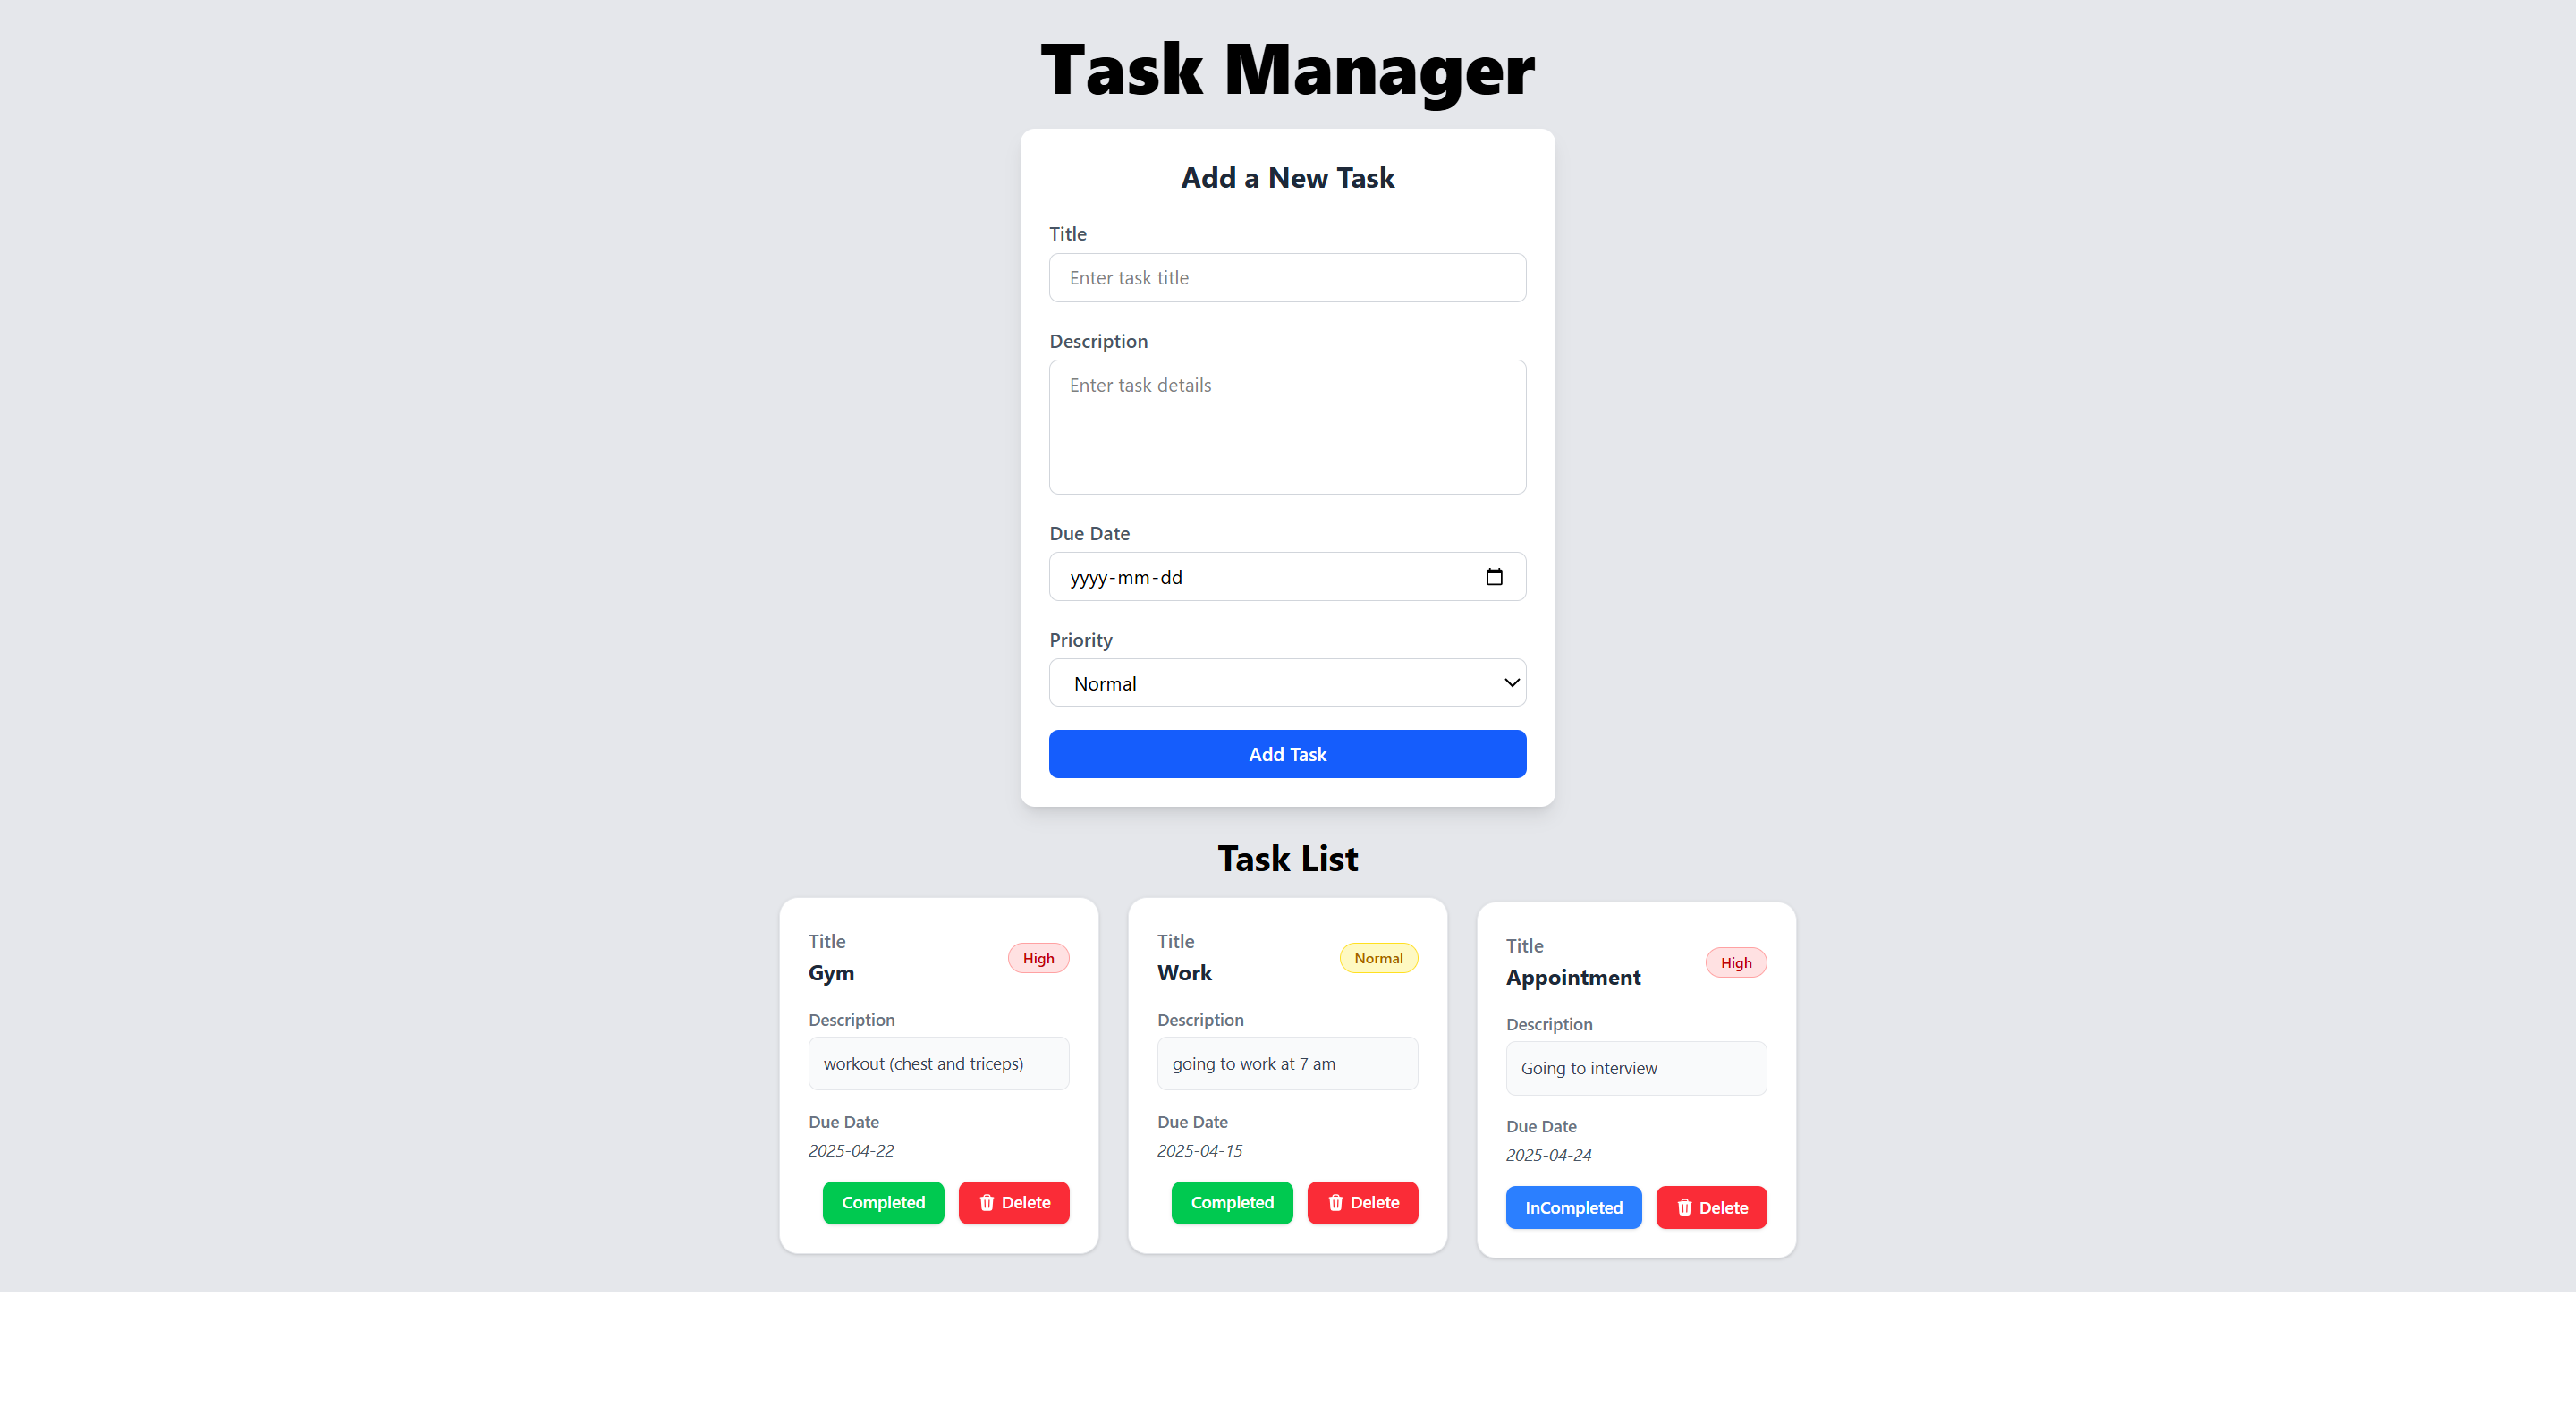 Task Manager
Add a New Task
Title
Enter task title
Description
Enter task details
Due Date
yyyy-mm-dd
Priority
Normal
Add Task
Task List
Title
Gym
High
Description
workout (chest and triceps)
Due Date
2025-04-22
Completed
Delete
Title
Work
Normal
Description
going to work at 7 am
Due Date
2025-04-15
Completed
Delete
Title
Appointment
High
Description
Going to interview
Due Date
2025-04-24
InCompleted
Delete